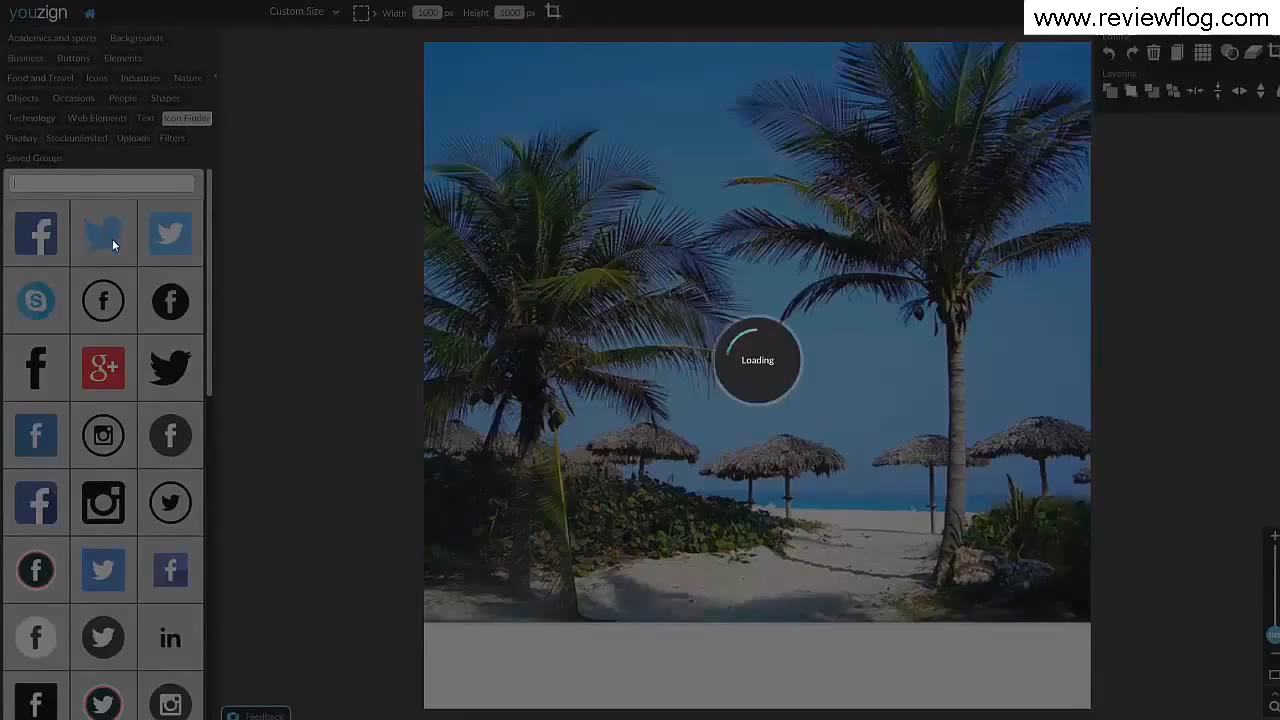 youzign
Custom Size
Width 1000 px Height 1000 px
www.reviewflog.com
Academics and sports Backgrounds
Business Buttons Elements
Food and Travel Icons Industries Nature
Objects Occasions People Shapes
Technology Web Elements Text Icon Finder
Pixabay Stockunlimited Uploads Filters
Saved Groups
Layering
Loading
Feedback